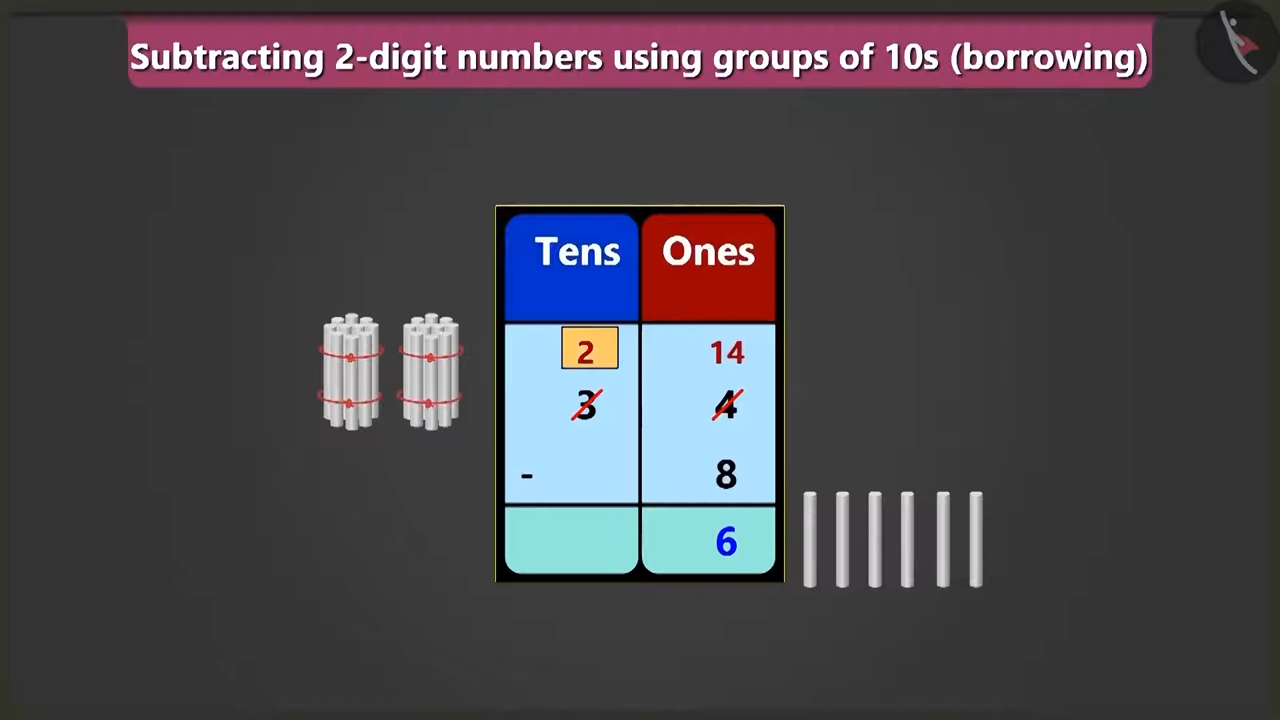 Subtracting 2-digit numbers using groups of 10s (borrowing)
Tens Ones
2 14
3 4
- 8
6